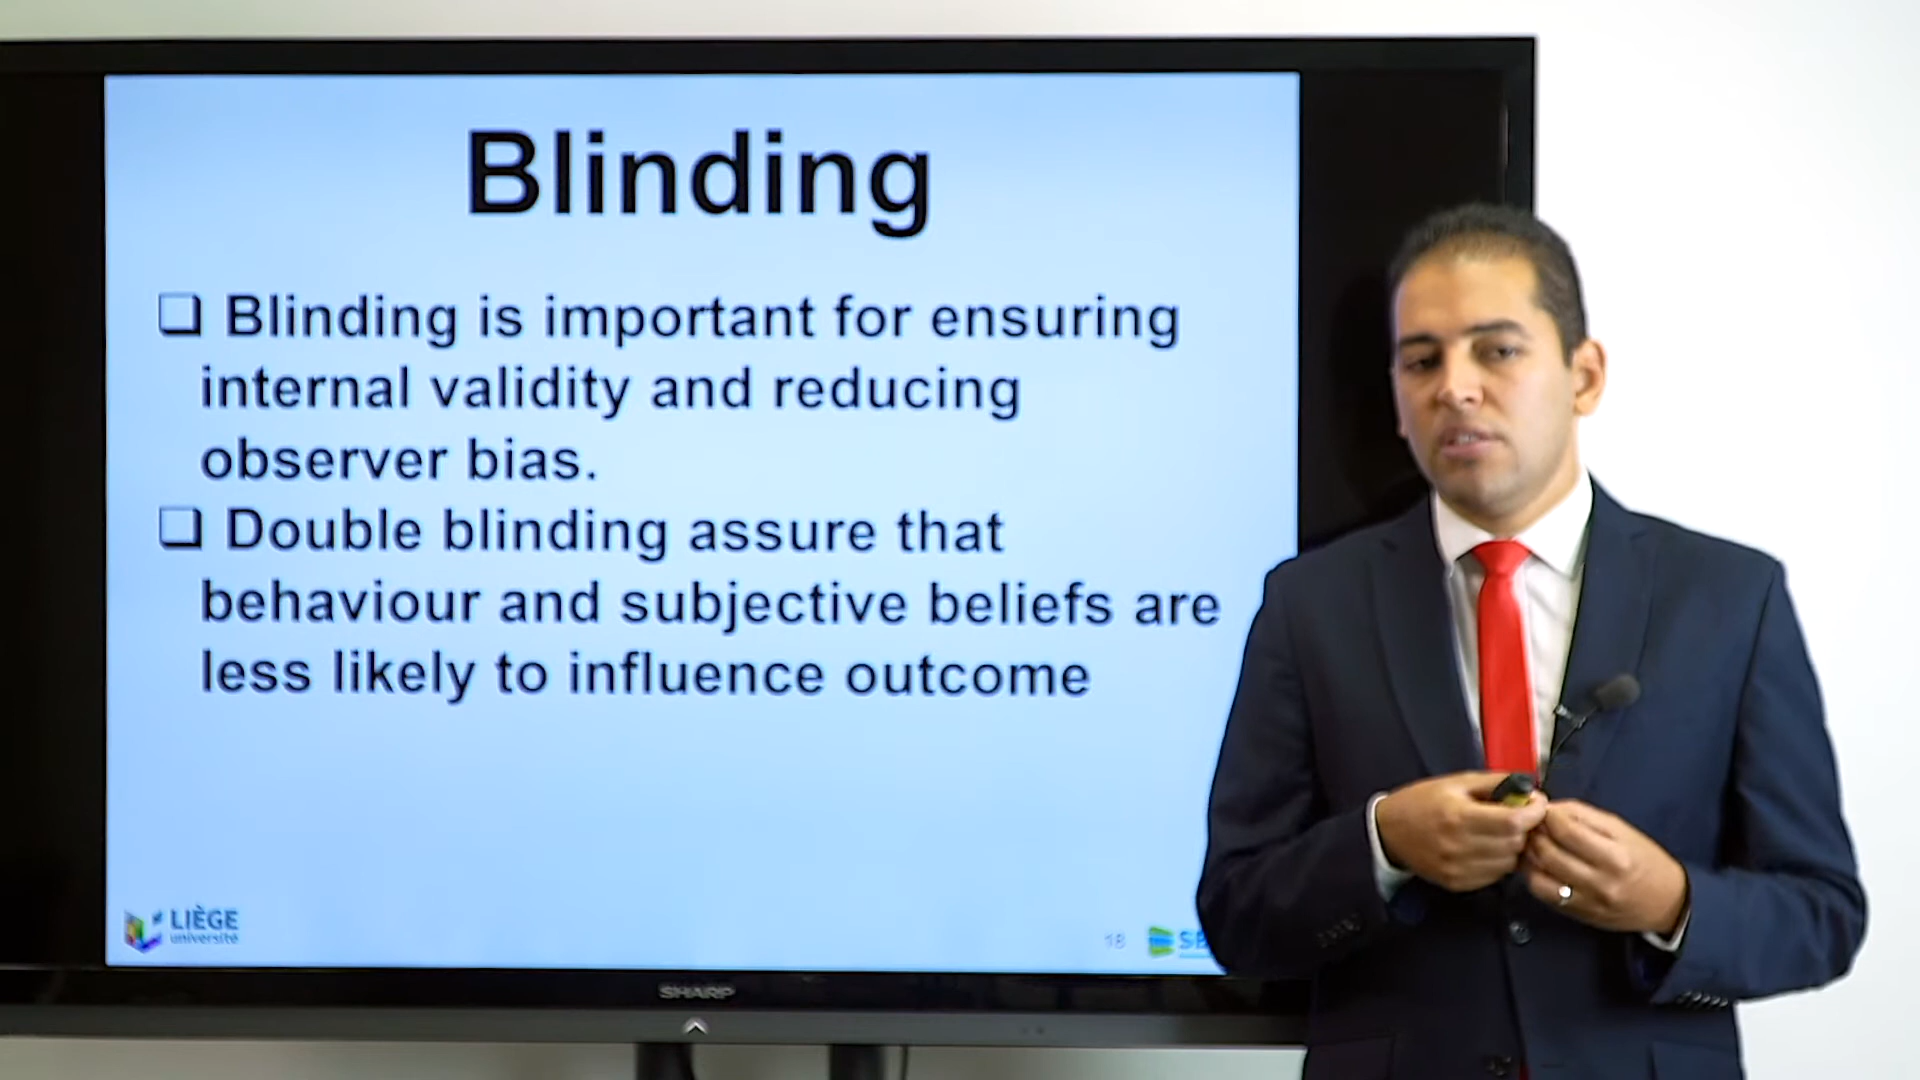 Blinding
❑ Blinding is important for ensuring
internal validity and reducing
observer bias.
❑ Double blinding assure that
behaviour and subjective beliefs are
less likely to influence outcome
LIÈGE
université
18
SHARP